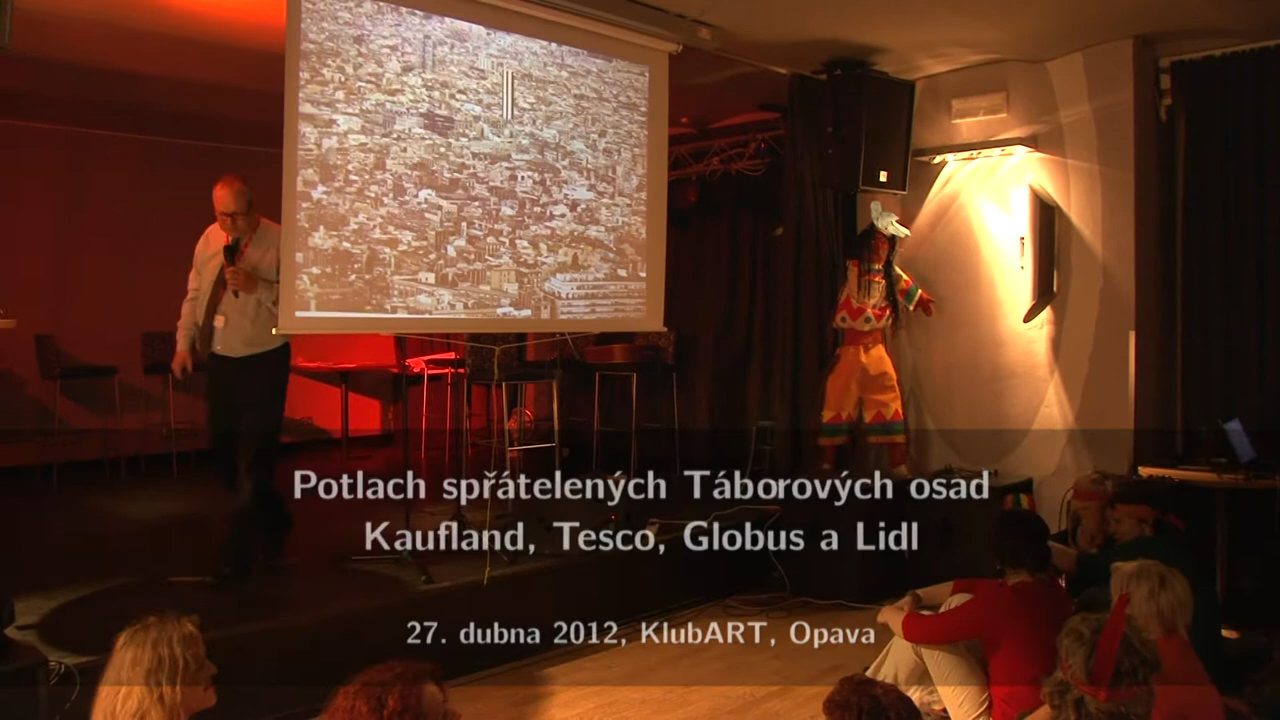 Potlach spřátelených Táborových osad
Kaufland, Tesco, Globus a Lidl
27. dubna 2012, KlubART, Opava